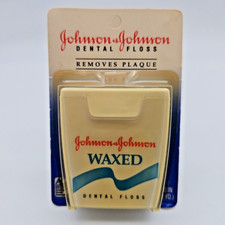 Johnson & Johnson
DENTAL FLOSS
REMOVES PLAQUE
Johnson & Johnson
WAXED
DENTAL FLOSS